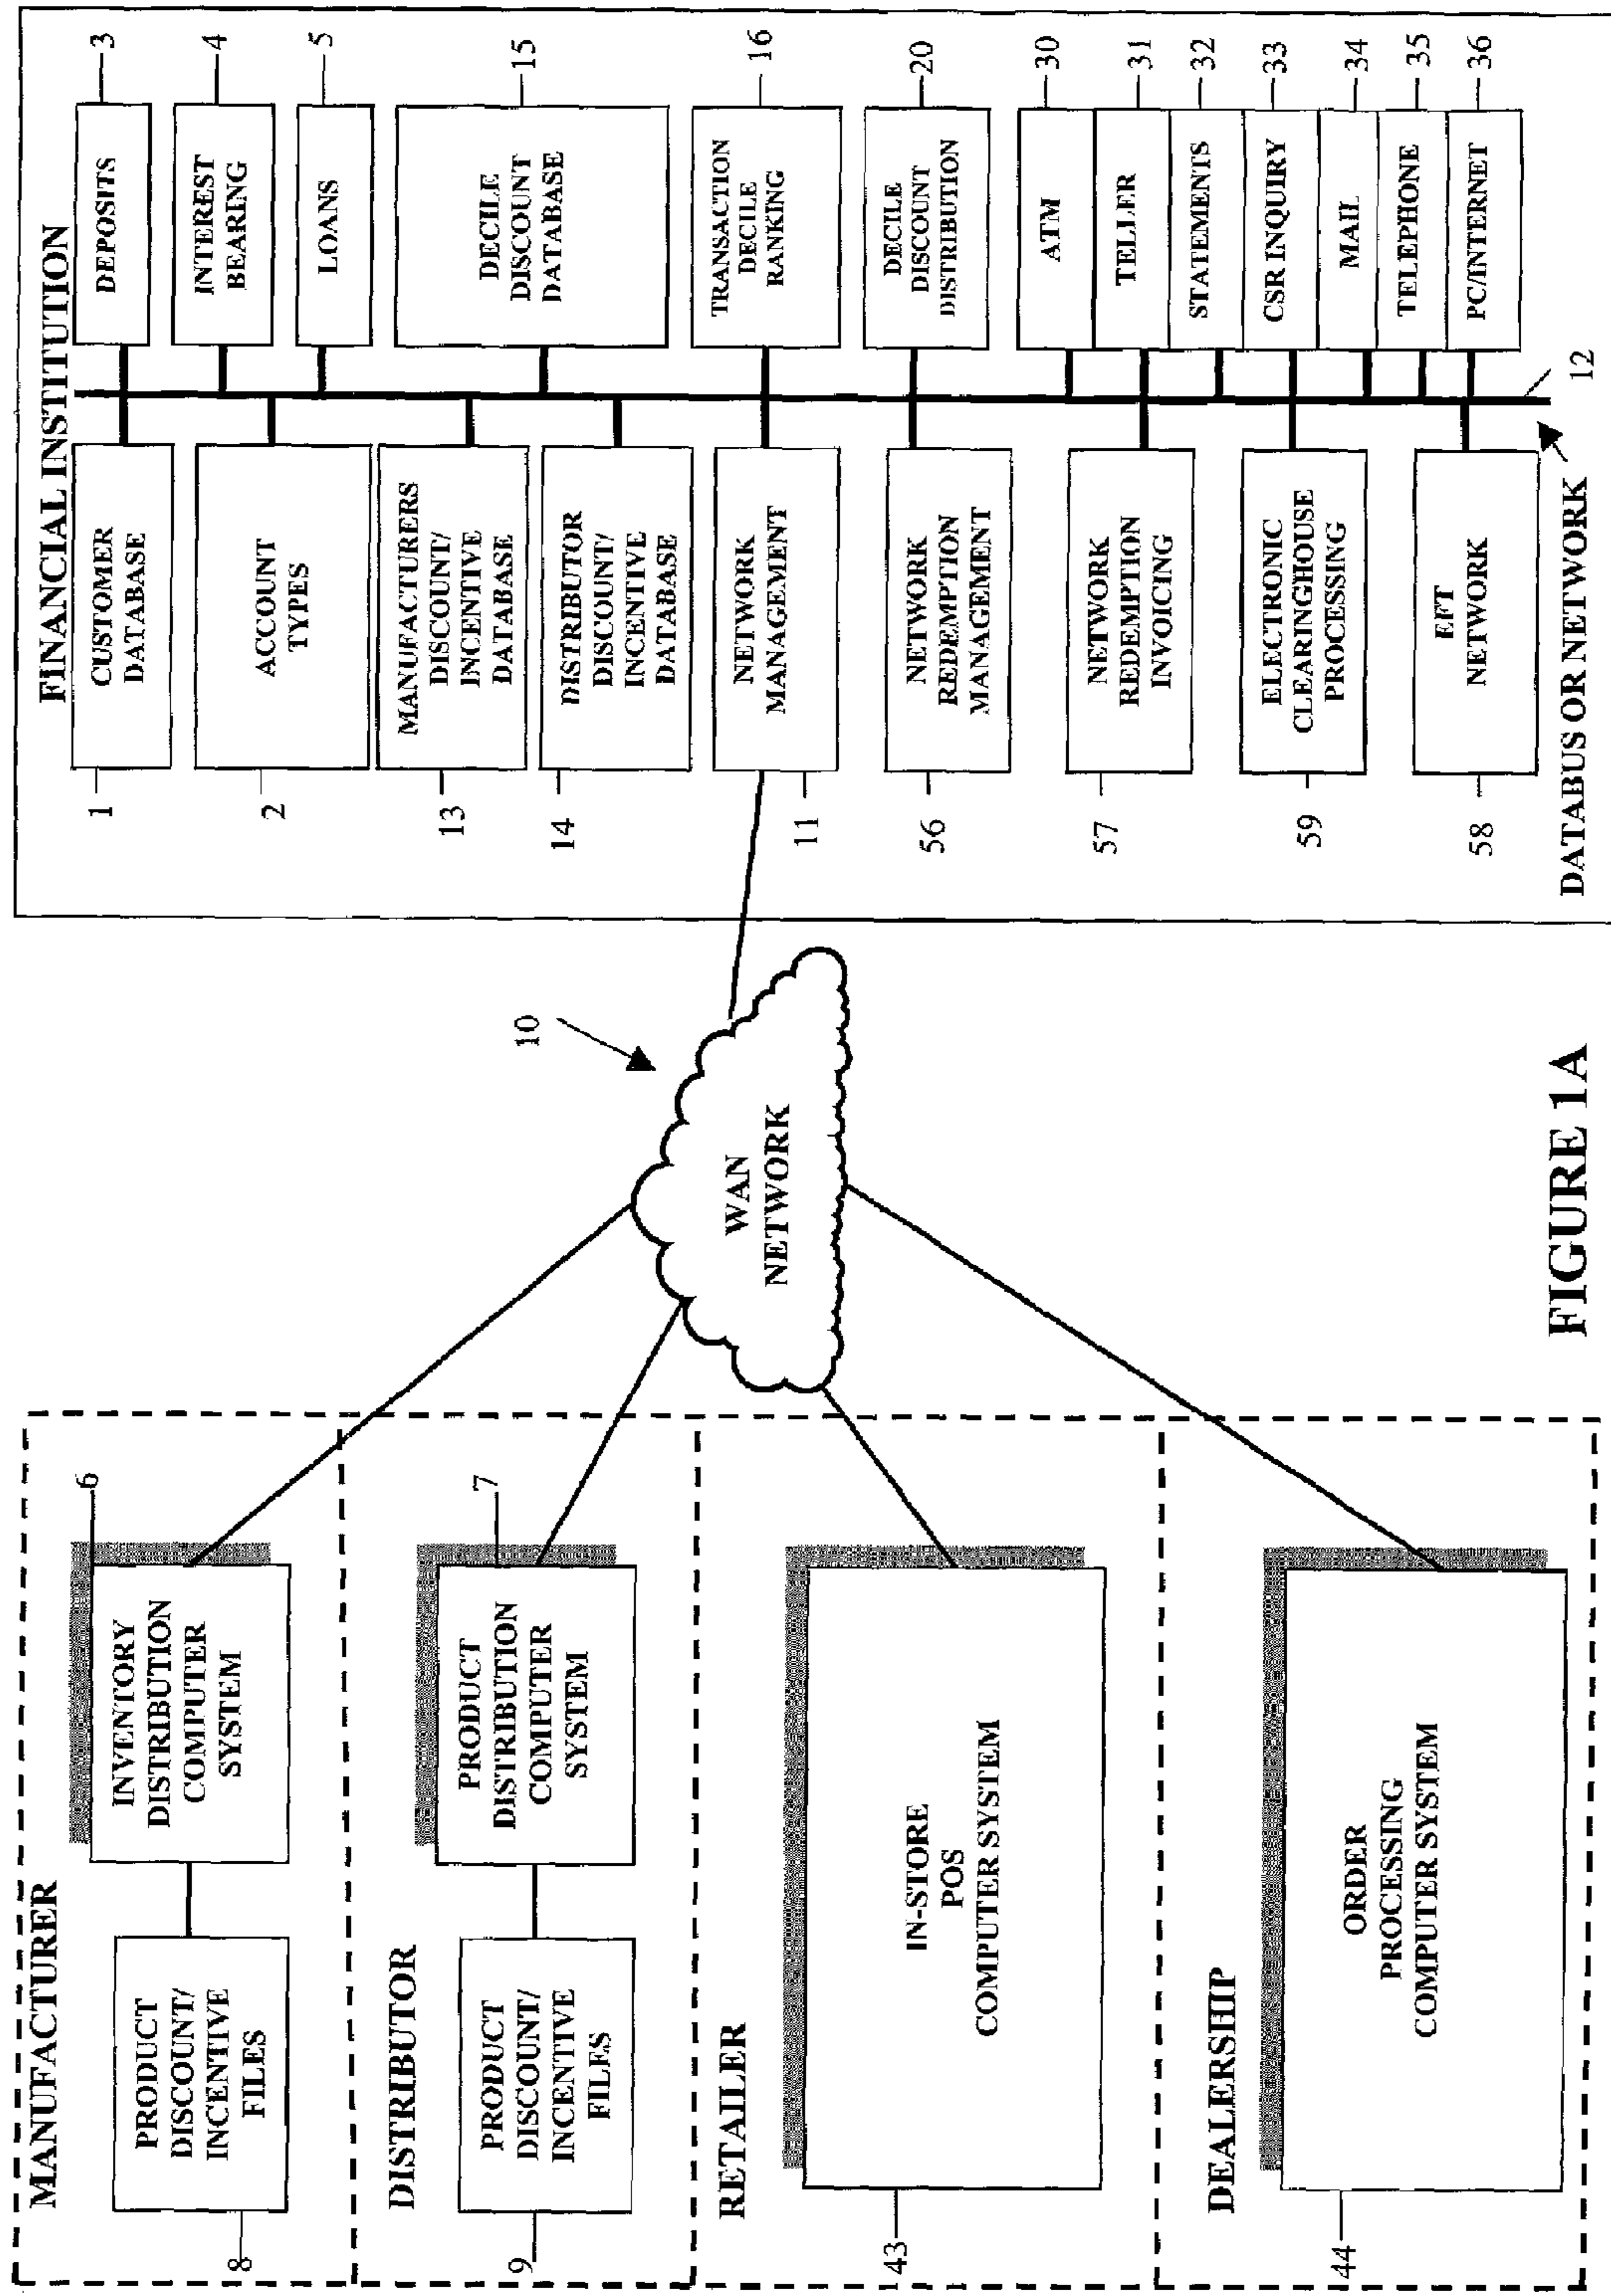 MANUFACTURER
8
PRODUCT
DISCOUNT/
INCENTIVE
FILES
6
INVENTORY
DISTRIBUTION
COMPUTER
SYSTEM
DISTRIBUTOR
9
PRODUCT
DISCOUNT/
INCENTIVE
FILES
7
PRODUCT
DISTRIBUTION
COMPUTER
SYSTEM
RETAILER
43
IN-STORE
POS
COMPUTER SYSTEM
DEALERSHIP
44
ORDER
PROCESSING
COMPUTER SYSTEM
10
WAN
NETWORK
FINANCIAL INSTITUTION
1
CUSTOMER
DATABASE
2
ACCOUNT
TYPES
13
MANUFACTURERS
DISCOUNT/
INCENTIVE
DATABASE
14
DISTRIBUTOR
DISCOUNT/
INCENTIVE
DATABASE
11
NETWORK
MANAGEMENT
56
NETWORK
REDEMPTION
MANAGEMENT
57
NETWORK
REDEMPTION
INVOICING
59
ELECTRONIC
CLEARINGHOUSE
PROCESSING
58
EFT
NETWORK
DEPOSITS
3
INTEREST
BEARING
4
LOANS
5
DECILE
DISCOUNT
DATABASE
15
TRANSACTION
DECILE
RANKING
16
DECILE
DISCOUNT
DISTRIBUTION
20
ATM
30
TELLER
31
STATEMENTS
32
CSR INQUIRY
33
MAIL
34
TELEPHONE
35
PC/INTERNET
36
12
DATABUS OR NETWORK
FIGURE 1A